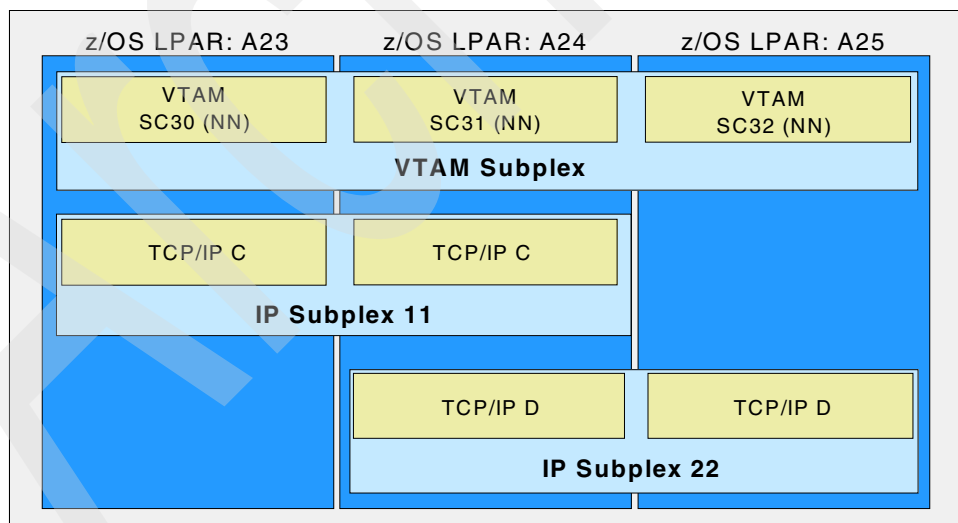 z/OS LPAR: A23
z/OS LPAR: A24
z/OS LPAR: A25
VTAM
SC30 (NN)
VTAM
SC31 (NN)
VTAM
SC32 (NN)
VTAM Subplex
TCP/IP C
TCP/IP C
IP Subplex 11
TCP/IP D
TCP/IP D
IP Subplex 22